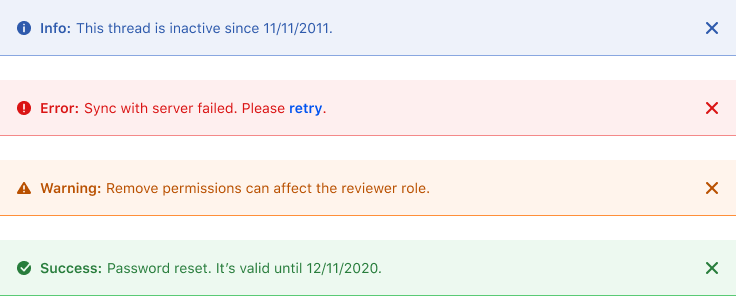 Info: This thread is inactive since 11/11/2011.
Error: Sync with server failed. Please retry.
Warning: Remove permissions can affect the reviewer role.
Success: Password reset. It’s valid until 12/11/2020.